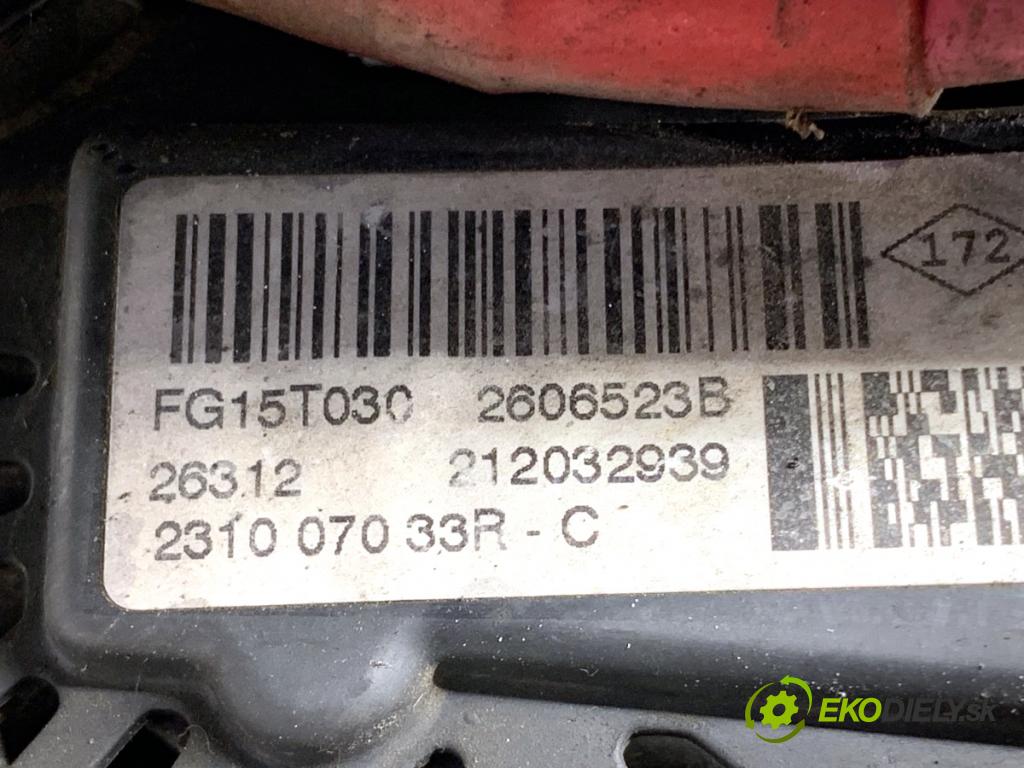 172
FG15T030 2606523B
26312 212032939
2310 070 33R - C
EKODIELY.sk